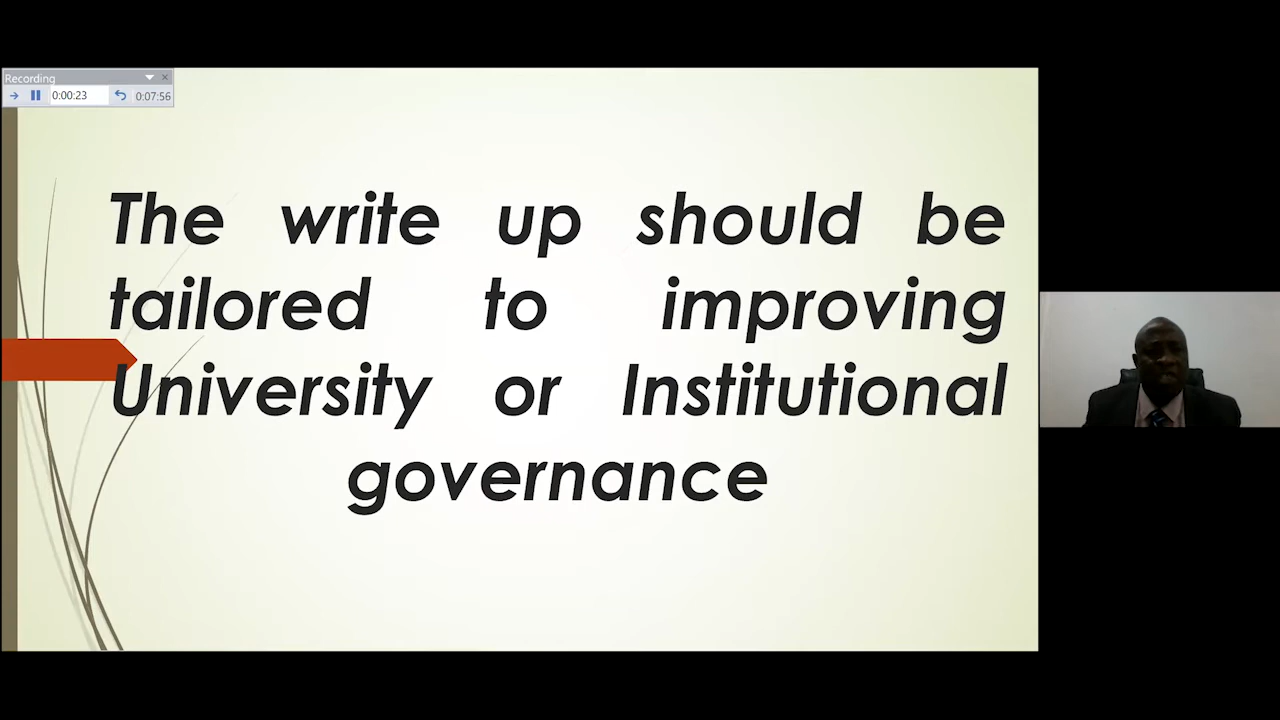 Recording
0:00:23 0:07:56
The write up should be
tailored to improving
University or Institutional
governance